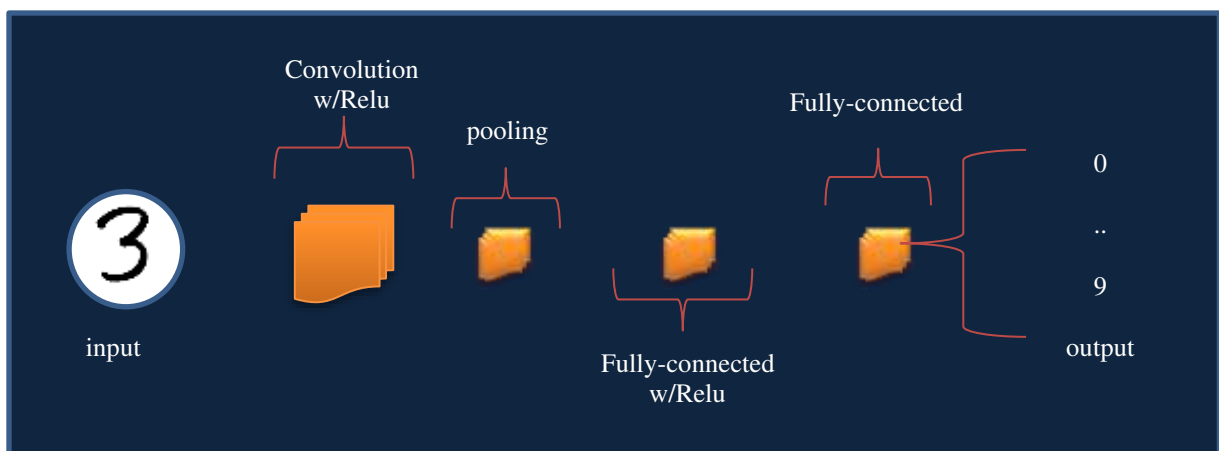 Convolution
w/Relu
pooling
Fully-connected
0
..
9
3
input
Fully-connected
w/Relu
output